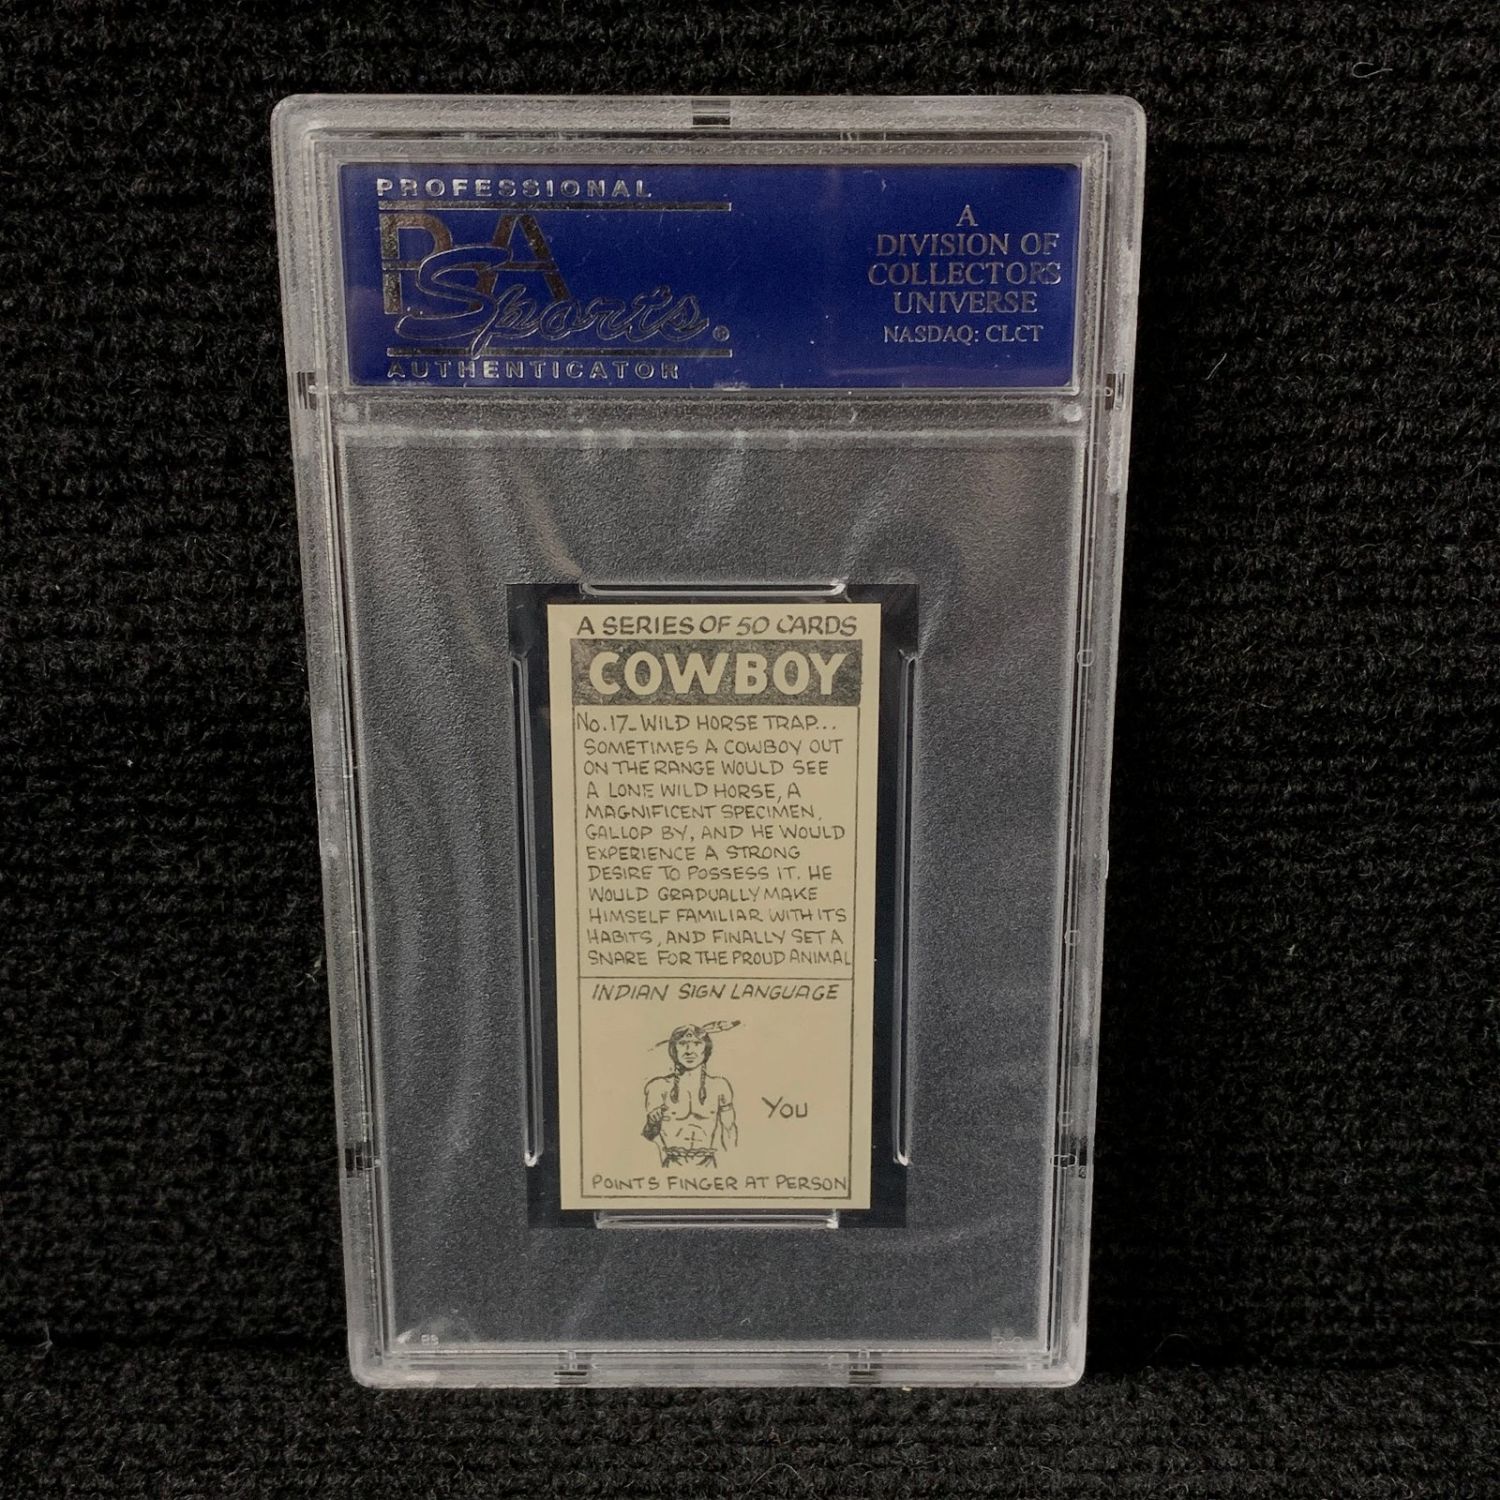 PROFESSIONAL
PSA
Sports®
AUTHENTICATOR
A
DIVISION OF
COLLECTORS
UNIVERSE
NASDAQ: CLCT
A SERIES OF 50 CARDS
COWBOY
No. 17_ WILD HORSE TRAP...
SOMETIMES A COWBOY OUT
ON THE RANGE WOULD SEE
A LONE WILD HORSE, A
MAGNIFICENT SPECIMEN,
GALLOP BY, AND HE WOULD
EXPERIENCE A STRONG
DESIRE TO POSSESS IT. HE
WOULD GRADUALLY MAKE
HIMSELF FAMILIAR WITH ITS
HABITS, AND FINALLY SET A
SNARE FOR THE PROUD ANIMAL
INDIAN SIGN LANGUAGE
YOU
POINTS FINGER AT PERSON